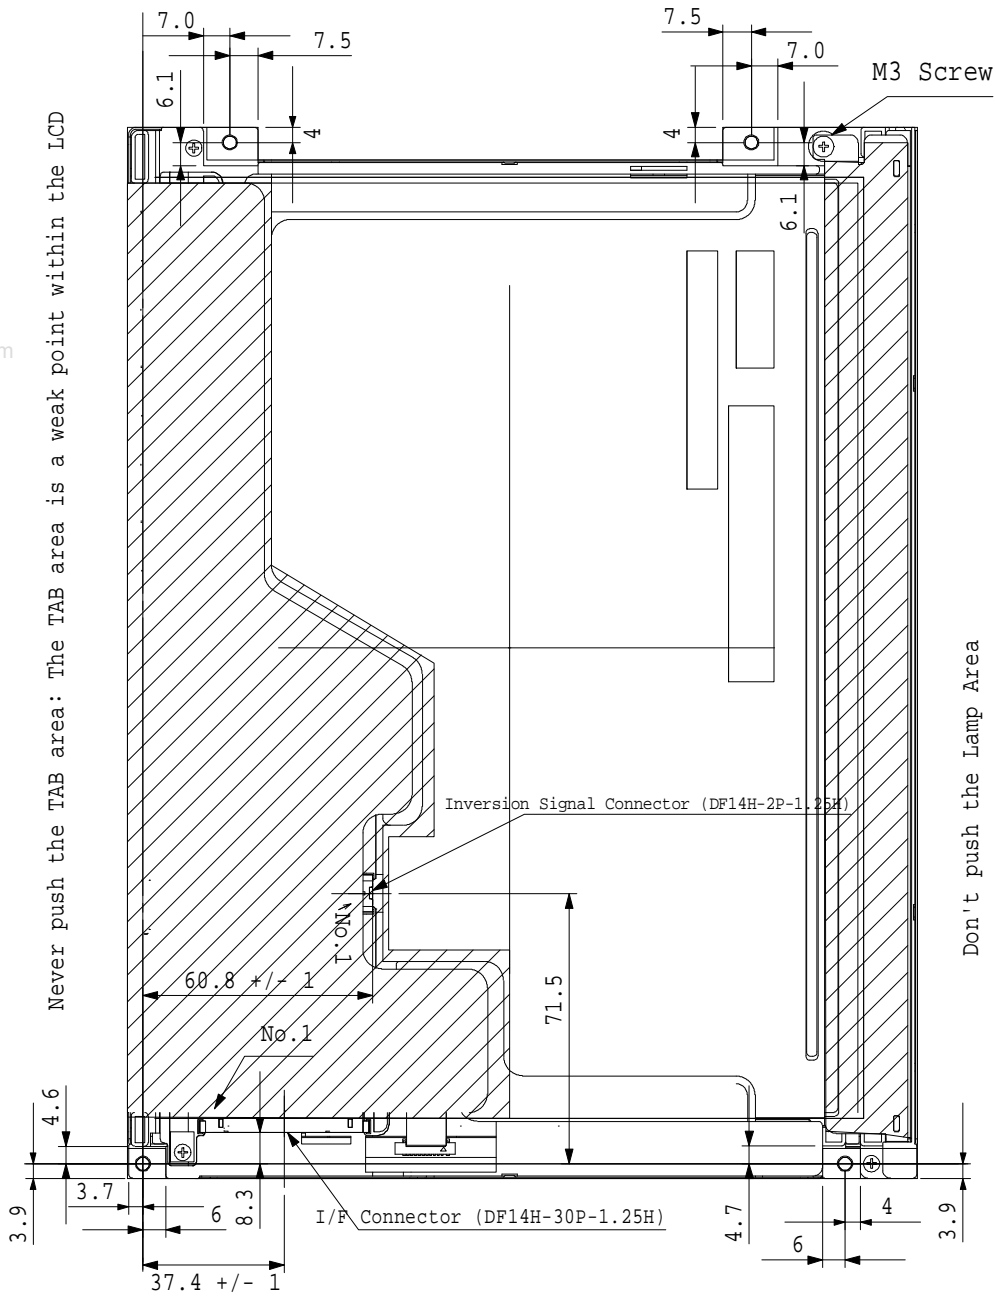 7.0
7.5
7.5
7.0
M3 Screw
6.1
4
4
6.1
Never push the TAB area: The TAB area is a weak point within the LCD
m
Don't push the Lamp Area
Inversion Signal Connector (DF14H-2P-1.25H)
No.1
60.8 +/- 1
71.5
No.1
4.6
3.7
3.9
6
8.3
I/F Connector (DF14H-30P-1.25H)
4.7
4
3.9
6
37.4 +/- 1